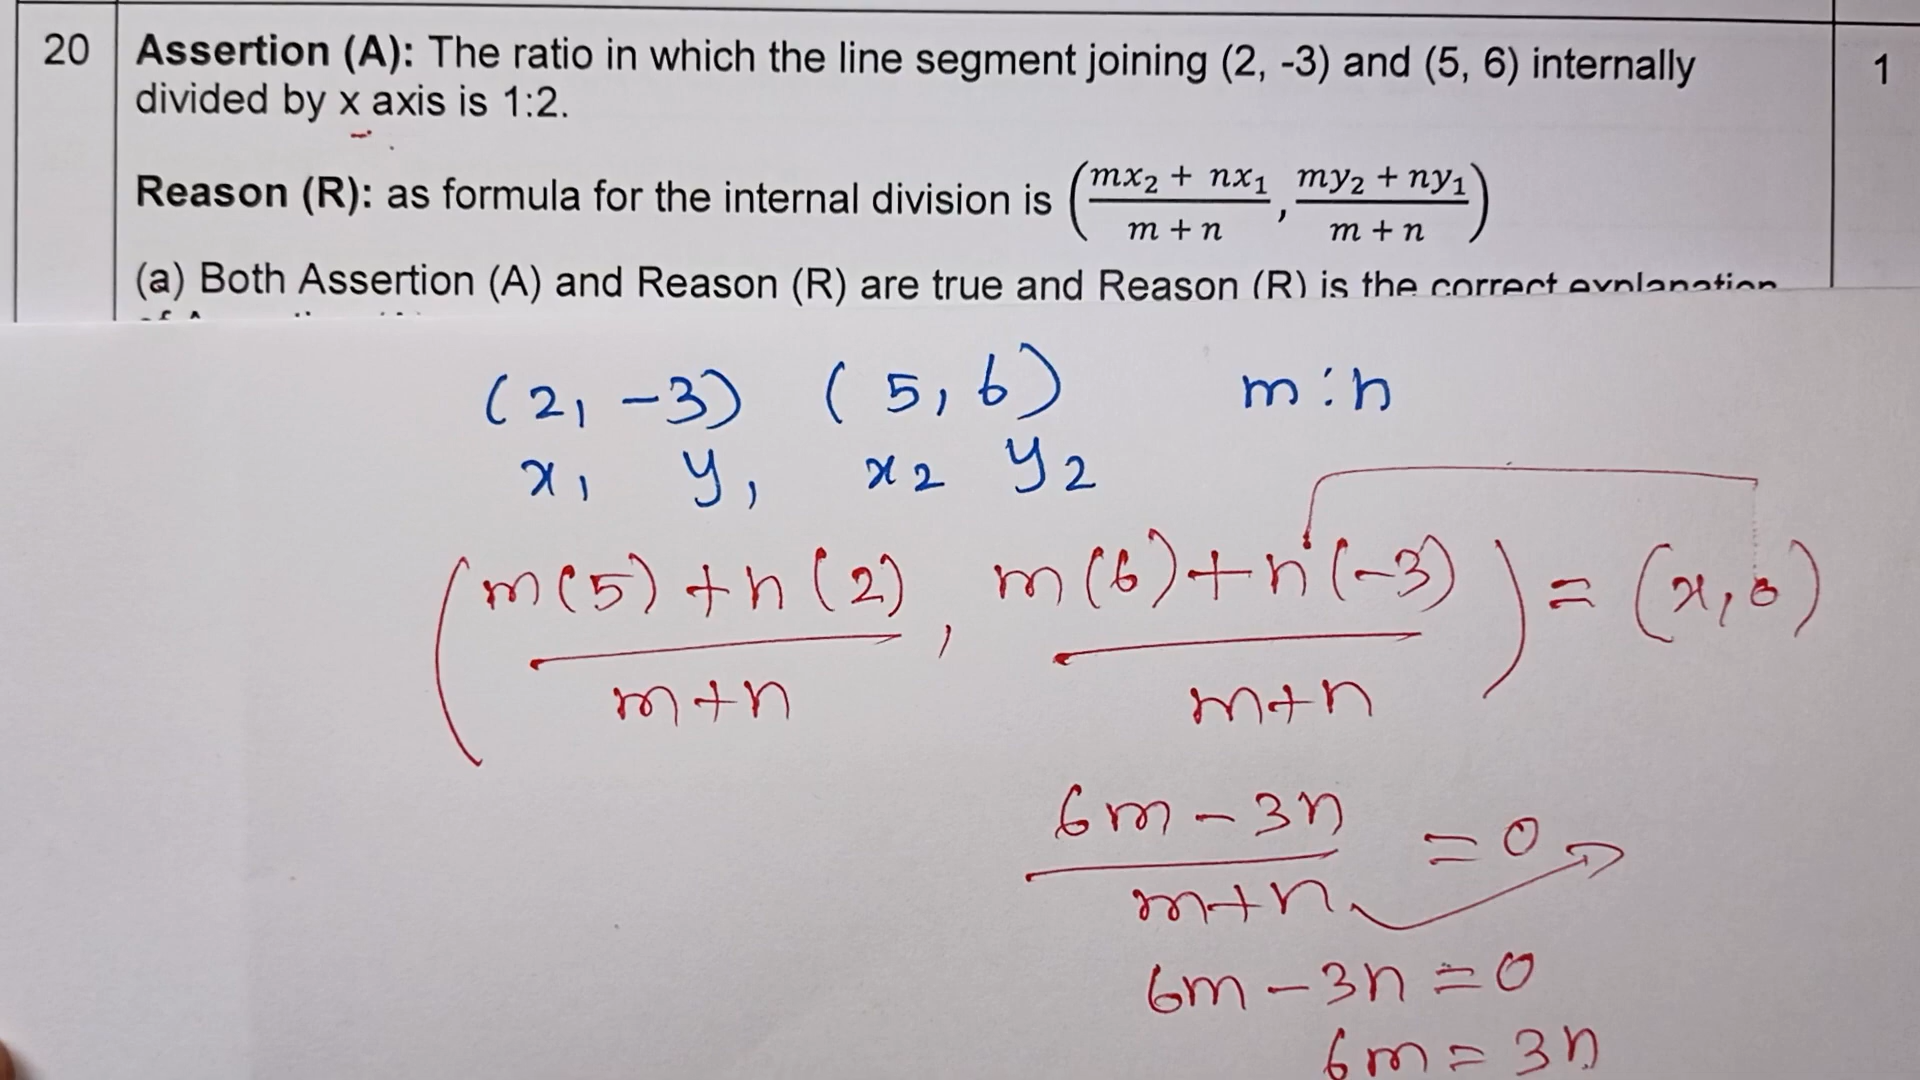 20 Assertion (A): The ratio in which the line segment joining (2, -3) and (5, 6) internally 1
divided by x axis is 1:2.
Reason (R): as formula for the internal division is (mx₂ + nx₁ / m + n , my₂ + ny₁ / m + n)
(a) Both Assertion (A) and Reason (R) are true and Reason (R) is the correct explanation
(2, -3) (5, 6) m:n
x₁ y₁ x₂ y₂
(m(5)+n(2) / m+n , m(6)+n(-3) / m+n) = (x, 0)
6m - 3n / m+n = 0
6m - 3n = 0
6m = 3n